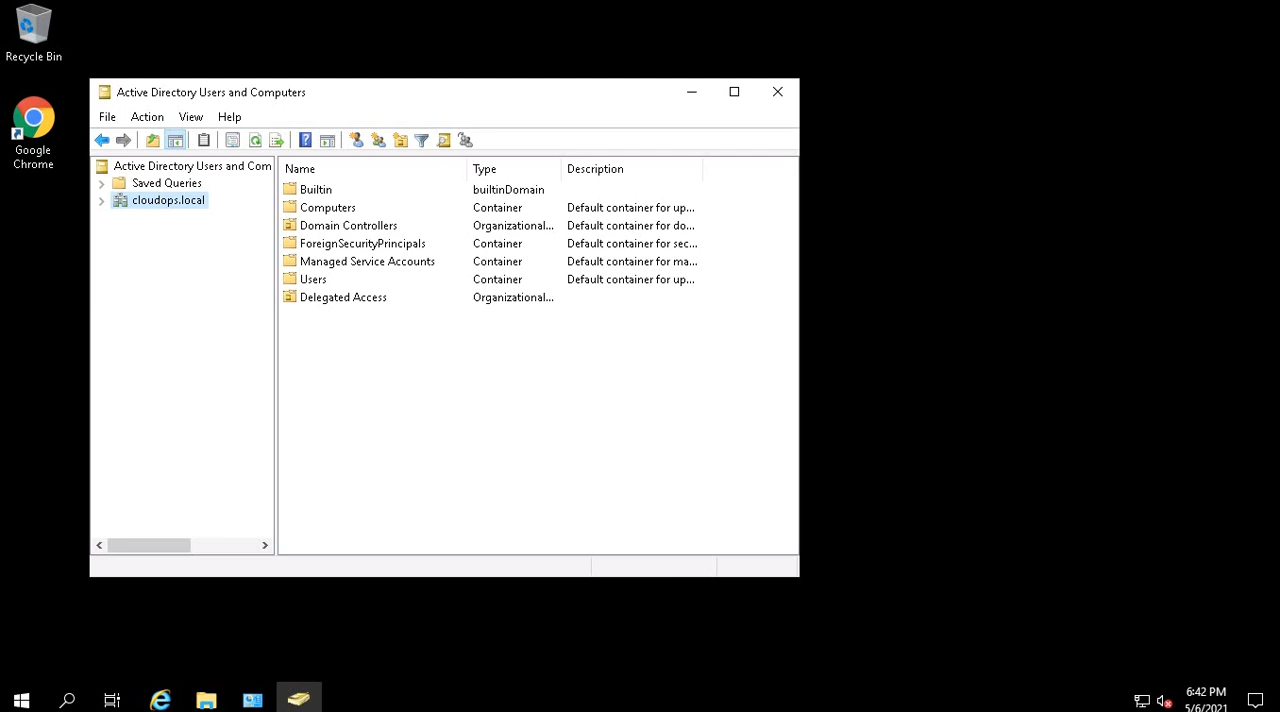 Recycle Bin
Google
Chrome
Active Directory Users and Computers
File Action View Help
Active Directory Users and Com
Saved Queries
cloudops.local
Name Type Description
Builtin builtinDomain
Computers Container Default container for up...
Domain Controllers Organizational... Default container for do...
ForeignSecurityPrincipals Container Default container for sec...
Managed Service Accounts Container Default container for ma...
Users Container Default container for up...
Delegated Access Organizational...
6:42 PM
5/6/2021